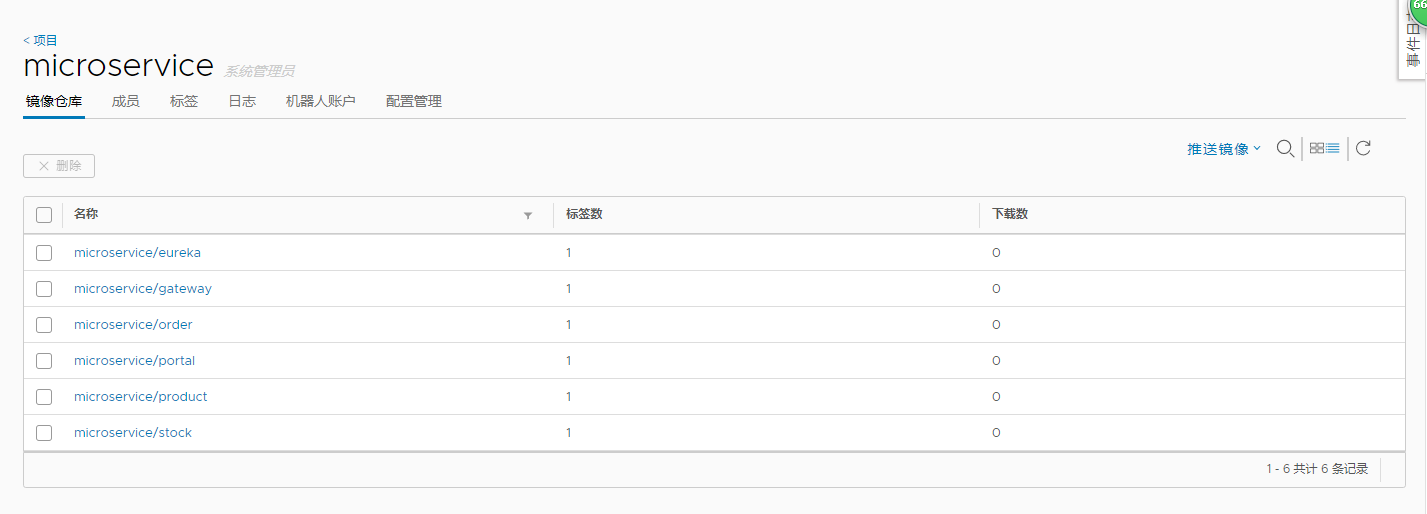 66
事件日志
< 项目
microservice 系统管理员
镜像仓库 成员 标签 日志 机器人账户 配置管理
推送镜像
删除
名称 标签数 下载数
microservice/eureka 1 0
microservice/gateway 1 0
microservice/order 1 0
microservice/portal 1 0
microservice/product 1 0
microservice/stock 1 0
1 - 6 共计 6 条记录